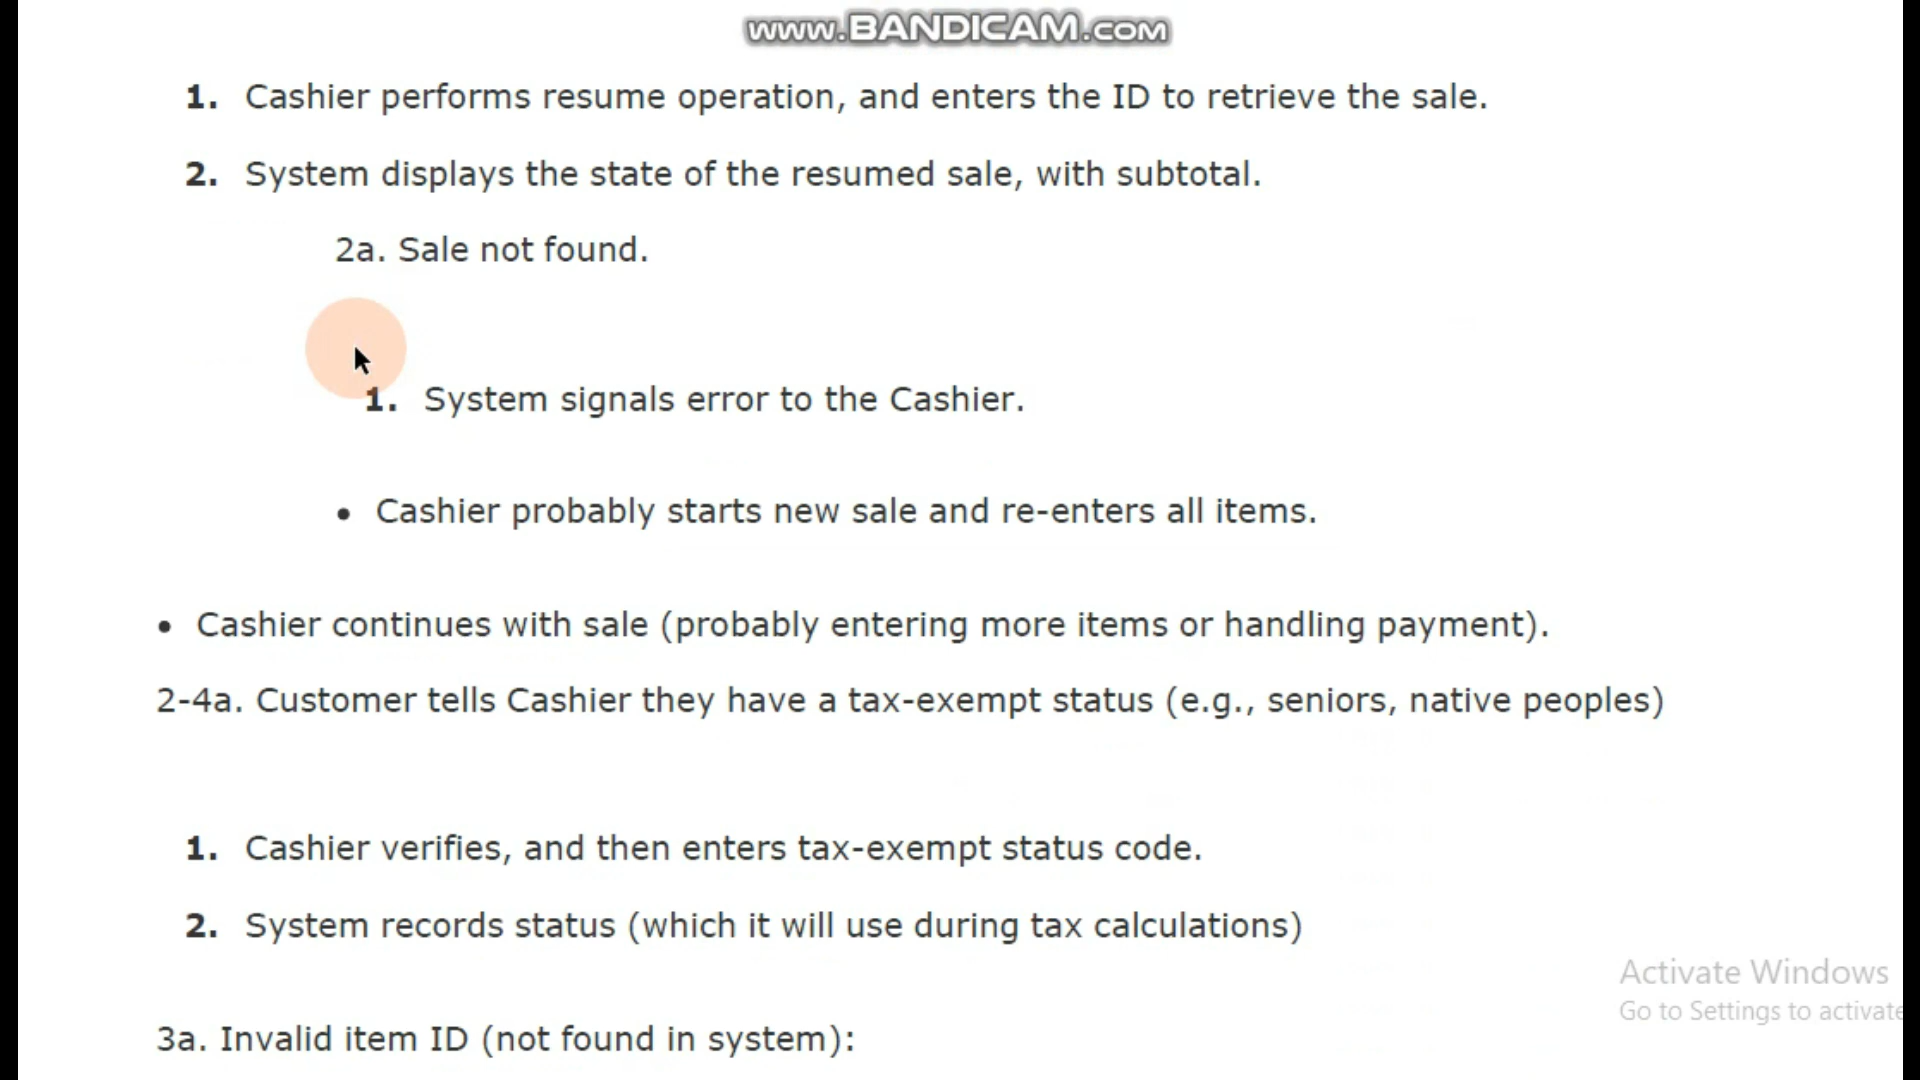 www.BANDICAM.com
1. Cashier performs resume operation, and enters the ID to retrieve the sale.
2. System displays the state of the resumed sale, with subtotal.
2a. Sale not found.
1. System signals error to the Cashier.
• Cashier probably starts new sale and re-enters all items.
• Cashier continues with sale (probably entering more items or handling payment).
2-4a. Customer tells Cashier they have a tax-exempt status (e.g., seniors, native peoples)
1. Cashier verifies, and then enters tax-exempt status code.
2. System records status (which it will use during tax calculations)
Activate Windows
Go to Settings to activate
3a. Invalid item ID (not found in system):